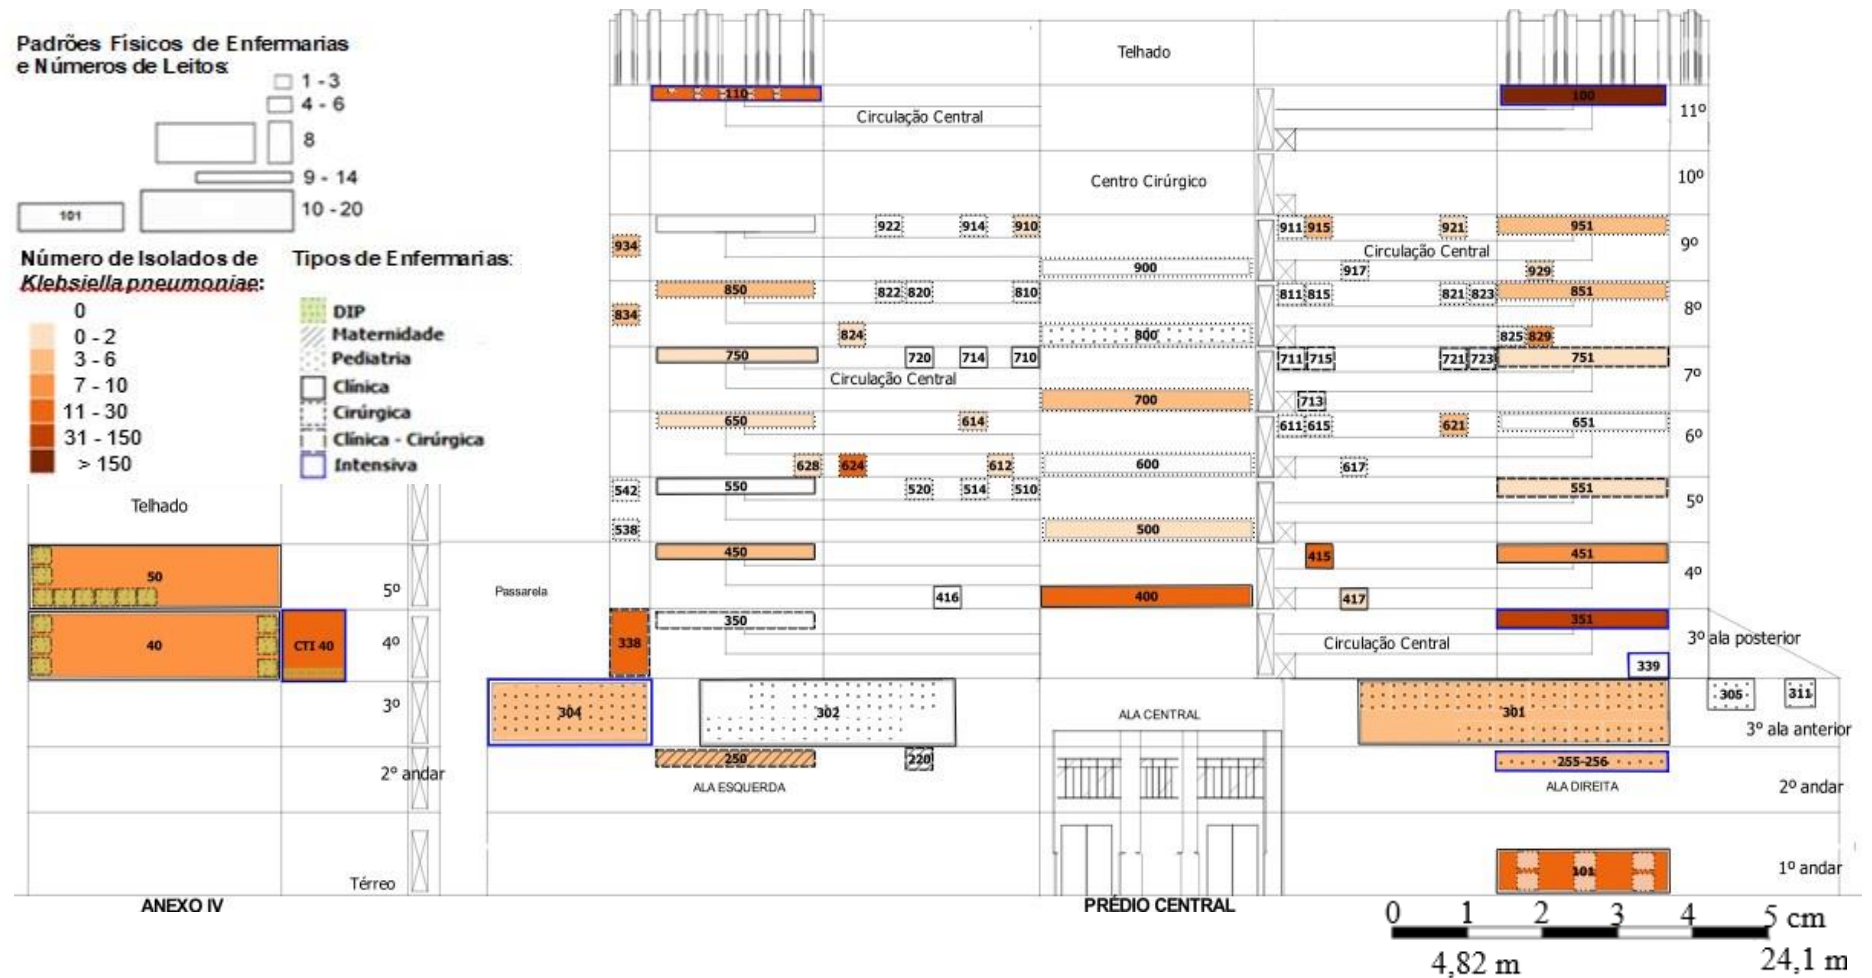 Padrões Físicos de Enfermarias
e Números de Leitos:
1 - 3
4 - 6
8
9 - 14
10 - 20
101
Número de Isolados de
Klebsiella pneumoniae:
0
0 - 2
3 - 6
7 - 10
11 - 30
31 - 150
> 150
Tipos de Enfermarias:
DIP
Maternidade
Pediatria
Clínica
Cirúrgica
Clínica - Cirúrgica
Intensiva
Telhado
110
Circulação Central
100
11º
Centro Cirúrgico
10º
922 914 910 911 915 921 951
934
Circulação Central
9º
900 917 929
850 822 820 810 811 815 821 823 851
834
8º
824 800 825 829
750 720 714 710 711 715 721 723 751
Circulação Central
7º
700 713
650 614 611 615 621 651
6º
628 624 612 600 617
542 550 520 514 510 551
5º
538 500
450 415 451
4º
416 400 417
338 350 351
Circulação Central
3º ala posterior
339
304 302 ALA CENTRAL 301 305 311
3º ala anterior
250 220 255-256
ALA ESQUERDA
ALA DIREITA
2º andar
101
1º andar
Telhado
50
5º
Passarela
40
CTI 40
4º
3º
2º andar
Térreo
ANEXO IV
PRÉDIO CENTRAL
0 1 2 3 4 5 cm
4,82 m 24,1 m